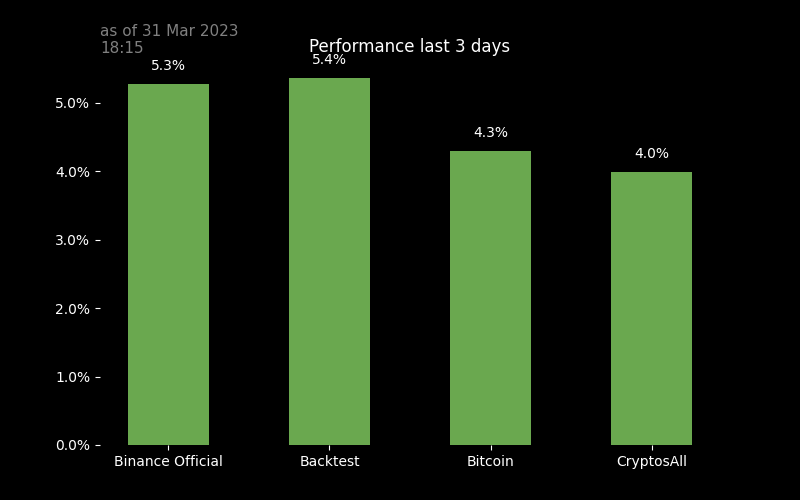 as of 31 Mar 2023
18:15
Performance last 3 days
5.3%
5.4%
4.3%
4.0%
5.0%
4.0%
3.0%
2.0%
1.0%
0.0%
Binance Official
Backtest
Bitcoin
CryptosAll